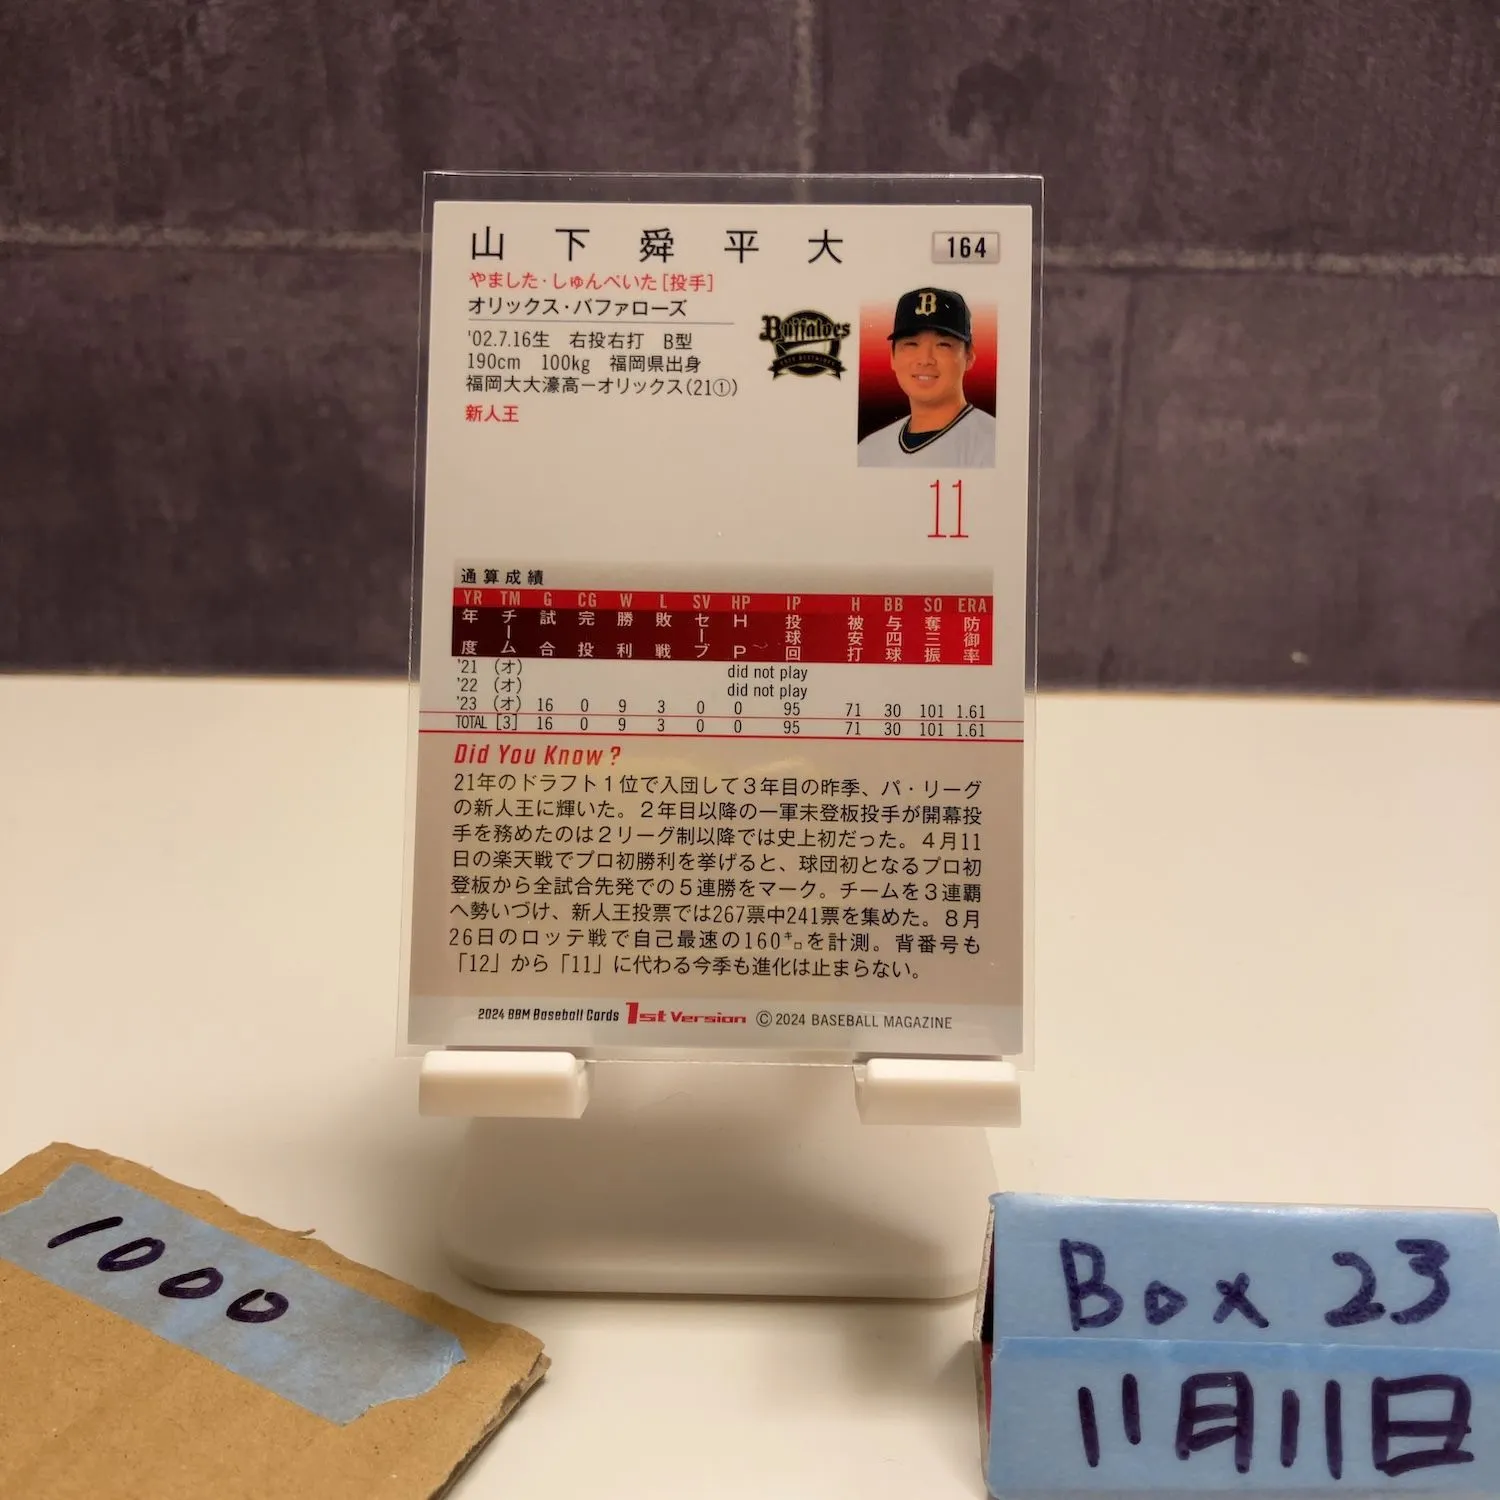 山下舜平大
164
やました・しゅんぺいた[投手]
オリックス・バファローズ
'02.7.16生 右投右打 B型
190cm 100kg 福岡県出身
福岡大大濠高ーオリックス(21①)
新人王
Buffaloes
B
11
通算成績
YR TM G CG W L SV HP IP H BB SO ERA
年度 チーム 試合 完投 勝利 敗戦 セーブ HP 投球回 被安打 与四球 奪三振 防御率
'21 (オ) did not play
'22 (オ) did not play
'23 (オ) 16 0 9 3 0 0 95 71 30 101 1.61
TOTAL [3] 16 0 9 3 0 0 95 71 30 101 1.61
Did You Know?
21年のドラフト1位で入団して3年目の昨季、パ・リーグ
の新人王に輝いた。2年目以降の一軍未登板投手が開幕投
手を務めたのは2リーグ制以降では史上初だった。4月11
日の楽天戦でプロ初勝利を挙げると、球団初となるプロ初
登板から全試合先発での5連勝をマーク。チームを3連覇
へ勢いづけ、新人王投票では267票中241票を集めた。8月
26日のロッテ戦で自己最速の160㌔を計測。背番号も
「12」から「11」に代わる今季も進化は止まらない。
2024 BBM Baseball Cards 1st Version ©2024 BASEBALL MAGAZINE
1000
Box 23
11月11日